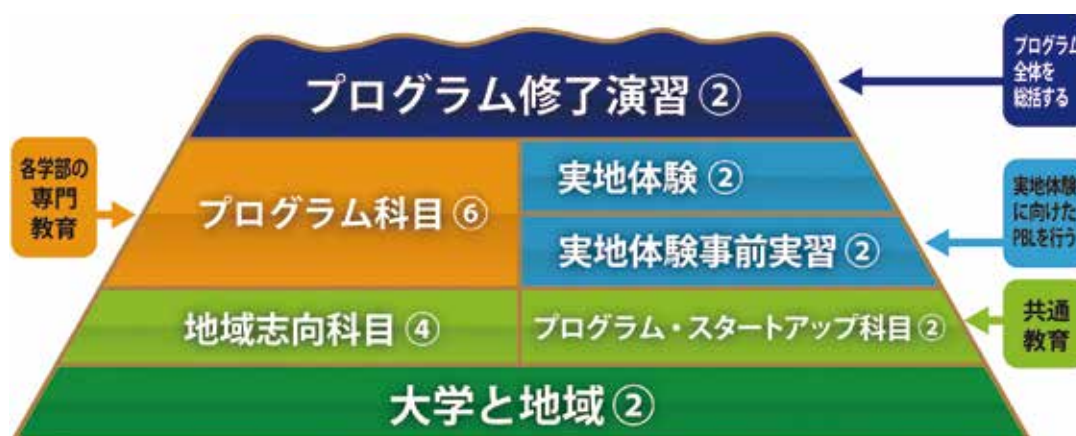 プログラム修了演習②
プログラム
全体を
総括する
各学部の
専門
教育
プログラム科目⑥
実地体験②
実地体験事前実習②
実地体験
に向けた
PBLを行う
地域志向科目④
プログラム・スタートアップ科目②
共通
教育
大学と地域②